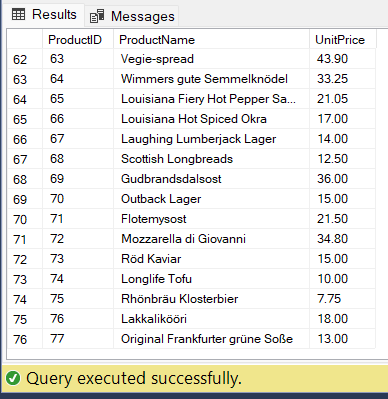 Results Messages
ProductID ProductName UnitPrice
62 63 Vegie-spread 43.90
63 64 Wimmers gute Semmelknödel 33.25
64 65 Louisiana Fiery Hot Pepper Sa... 21.05
65 66 Louisiana Hot Spiced Okra 17.00
66 67 Laughing Lumberjack Lager 14.00
67 68 Scottish Longbreads 12.50
68 69 Gudbrandsdalsost 36.00
69 70 Outback Lager 15.00
70 71 Flotemysost 21.50
71 72 Mozzarella di Giovanni 34.80
72 73 Röd Kaviar 15.00
73 74 Longlife Tofu 10.00
74 75 Rhönbräu Klosterbier 7.75
75 76 Lakkalikööri 18.00
76 77 Original Frankfurter grüne Soße 13.00
Query executed successfully.